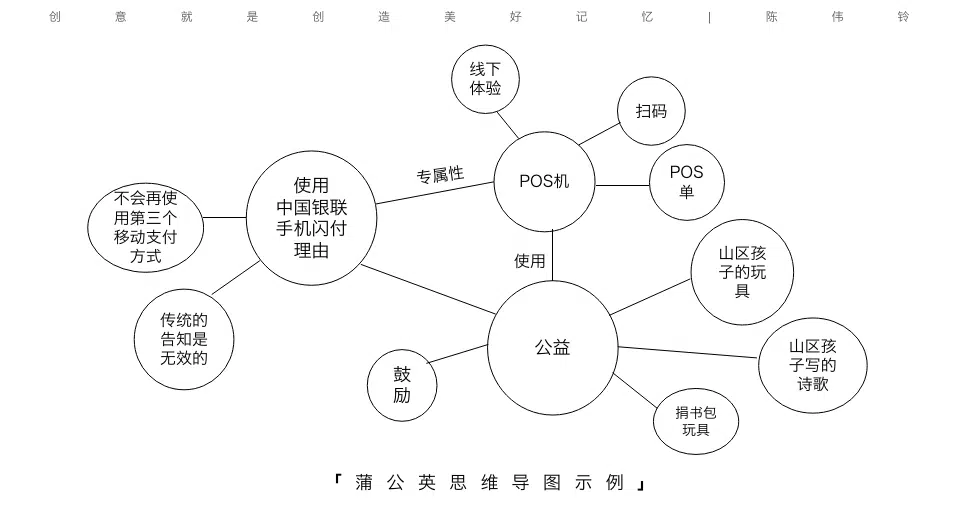 创意就是创造美好记忆 | 陈伟铃
线下
体验
扫码
POS机
POS
单
专属性
使用
中国银联
手机闪付
理由
不会再使
用第三个
移动支付
方式
传统的
告知是
无效的
使用
公益
山区孩
子的玩
具
山区孩
子写的
诗歌
鼓
励
捐书包
玩具
「蒲公英思维导图示例」